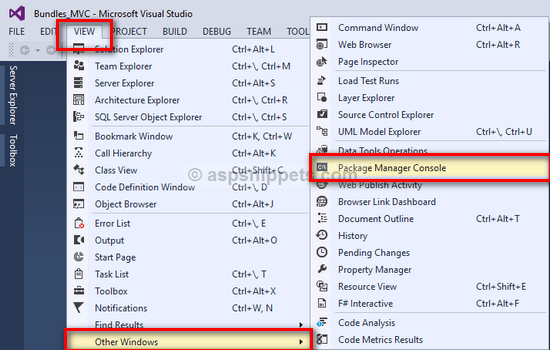 Bundles_MVC - Microsoft Visual Studio
FILE EDIT VIEW PROJECT BUILD DEBUG TEAM TOOL
Server Explorer
Toolbox
Solution Explorer Ctrl+Alt+L
Team Explorer Ctrl+\, Ctrl+M
Server Explorer Ctrl+Alt+S
Architecture Explorer Ctrl+\, Ctrl+R
SQL Server Object Explorer Ctrl+\, Ctrl+S
Bookmark Window Ctrl+K, Ctrl+W
Call Hierarchy Ctrl+Alt+K
Class View Ctrl+Shift+C
Code Definition Window Ctrl+\, D
Object Browser Ctrl+Alt+J
Error List Ctrl+\, E
Output Ctrl+Alt+O
Start Page
Task List Ctrl+\, T
Toolbox Ctrl+Alt+X
Notifications Ctrl+W, N
Find Results
Other Windows
Command Window Ctrl+Alt+A
Web Browser Ctrl+Alt+R
Page Inspector
Load Test Runs
Layer Explorer
Source Control Explorer
UML Model Explorer Ctrl+\, Ctrl+U
Data Tools Operations
Package Manager Console
Web Publish Activity
Browser Link Dashboard
Document Outline Ctrl+Alt+T
History
Pending Changes
Property Manager
Resource View Ctrl+Shift+E
F# Interactive Ctrl+Alt+F
Code Analysis
Code Metrics Results
© aspsnippets.com